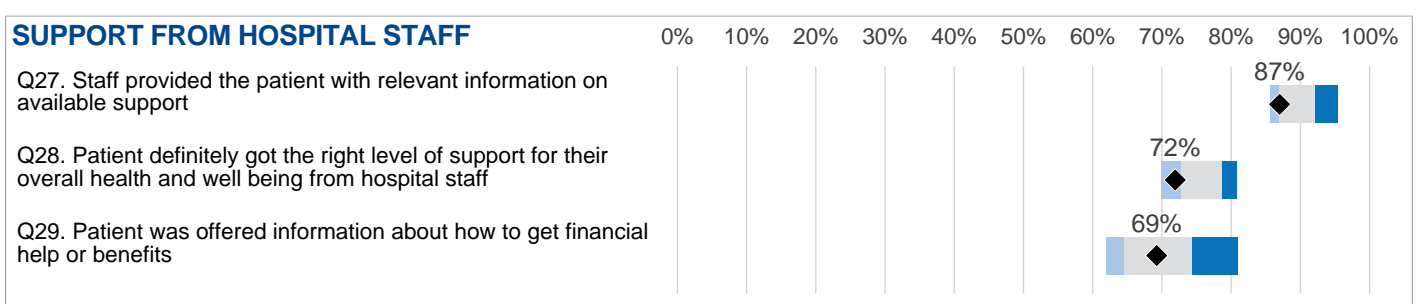 SUPPORT FROM HOSPITAL STAFF 0% 10% 20% 30% 40% 50% 60% 70% 80% 90% 100%
Q27. Staff provided the patient with relevant information on
available support
87%
Q28. Patient definitely got the right level of support for their
overall health and well being from hospital staff
72%
Q29. Patient was offered information about how to get financial
help or benefits
69%